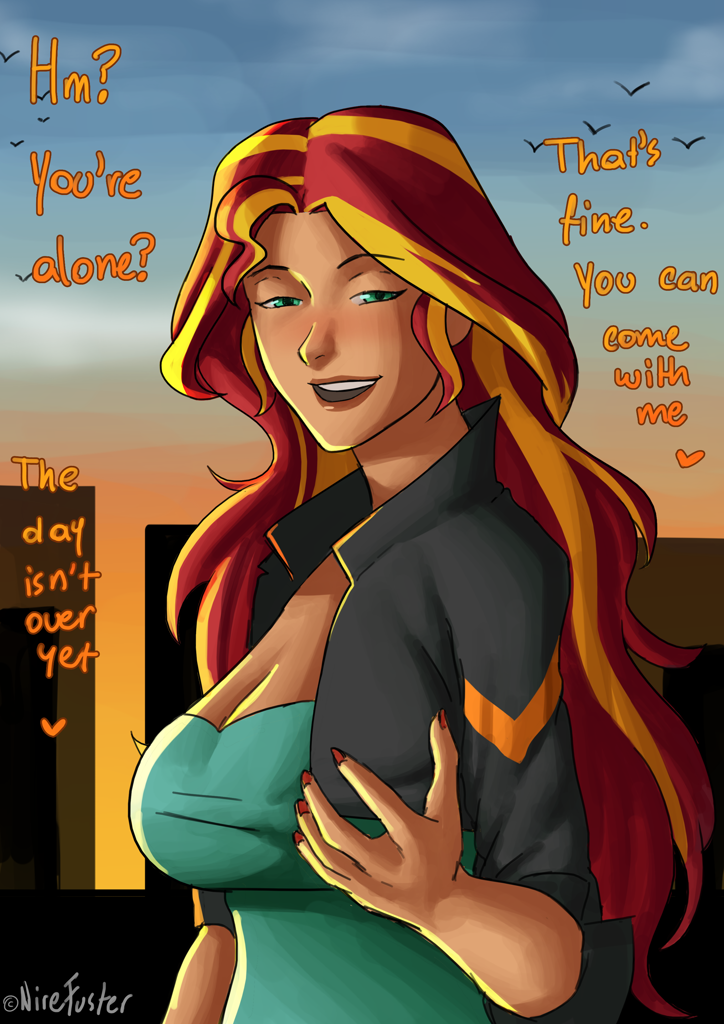 Hm?
You're
alone?
That's
fine.
You can
come
with
me
The
day
isn't
over
yet
©NireFuster